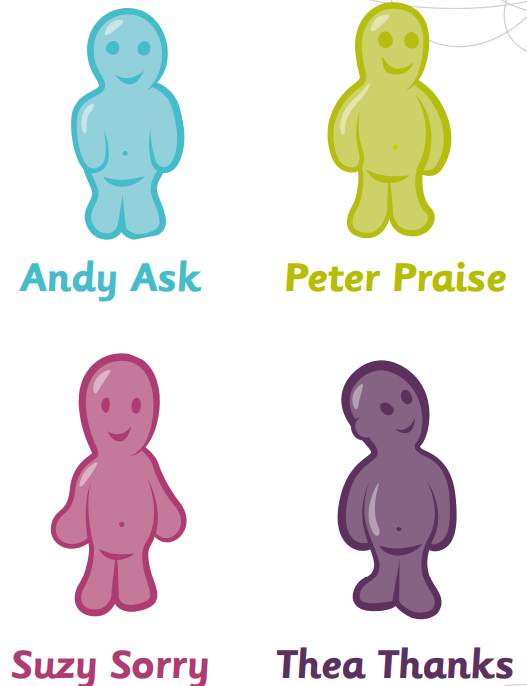 Andy Ask
Peter Praise
Suzy Sorry
Thea Thanks